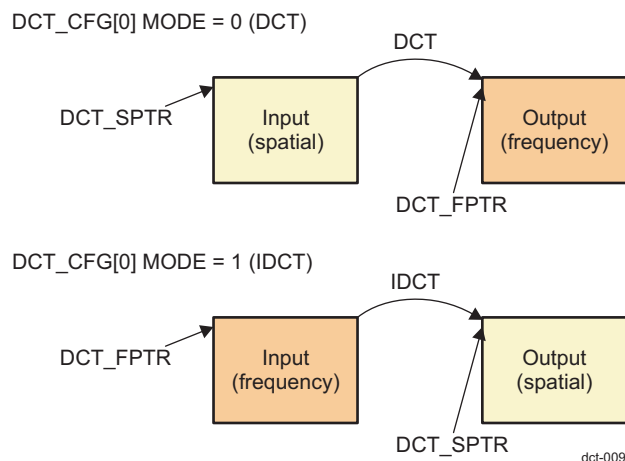 DCT_CFG[0] MODE = 0 (DCT)
DCT
DCT_SPTR
Input
(spatial)
Output
(frequency)
DCT_FPTR
DCT_CFG[0] MODE = 1 (IDCT)
IDCT
DCT_FPTR
Input
(frequency)
Output
(spatial)
DCT_SPTR
dct-009